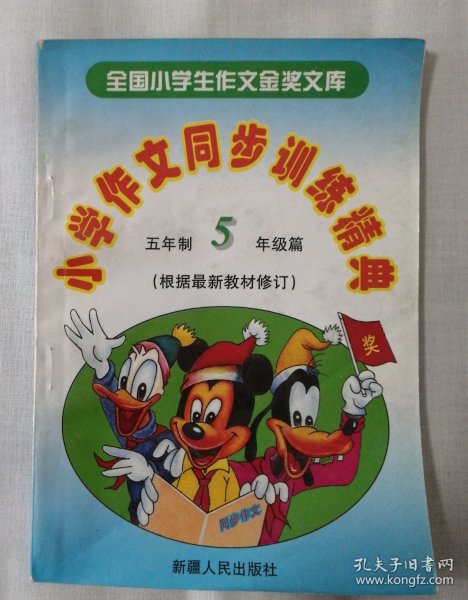 全国小学生作文金奖文库
小学作文同步训练精典
五年制 5 年级篇
(根据最新教材修订)
奖
同步作文
新疆人民出版社
孔夫子旧书网
www.kongfz.com